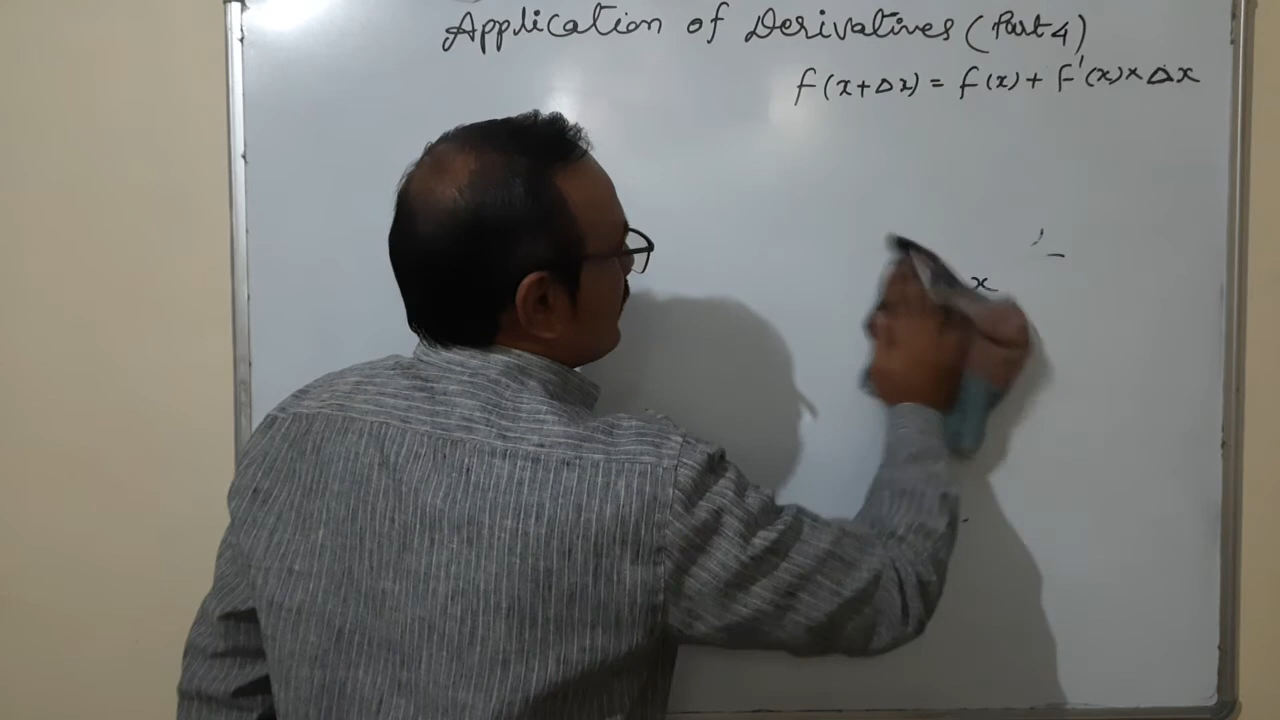 Application of Derivatives (Part 4)
f(x+Δx) = f(x) + f'(x) × Δx
x